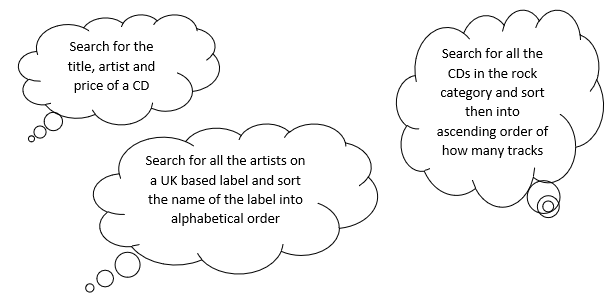 Search for the
title, artist and
price of a CD
Search for all the
CDs in the rock
category and sort
then into
ascending order of
how many tracks
Search for all the artists on
a UK based label and sort
the name of the label into
alphabetical order